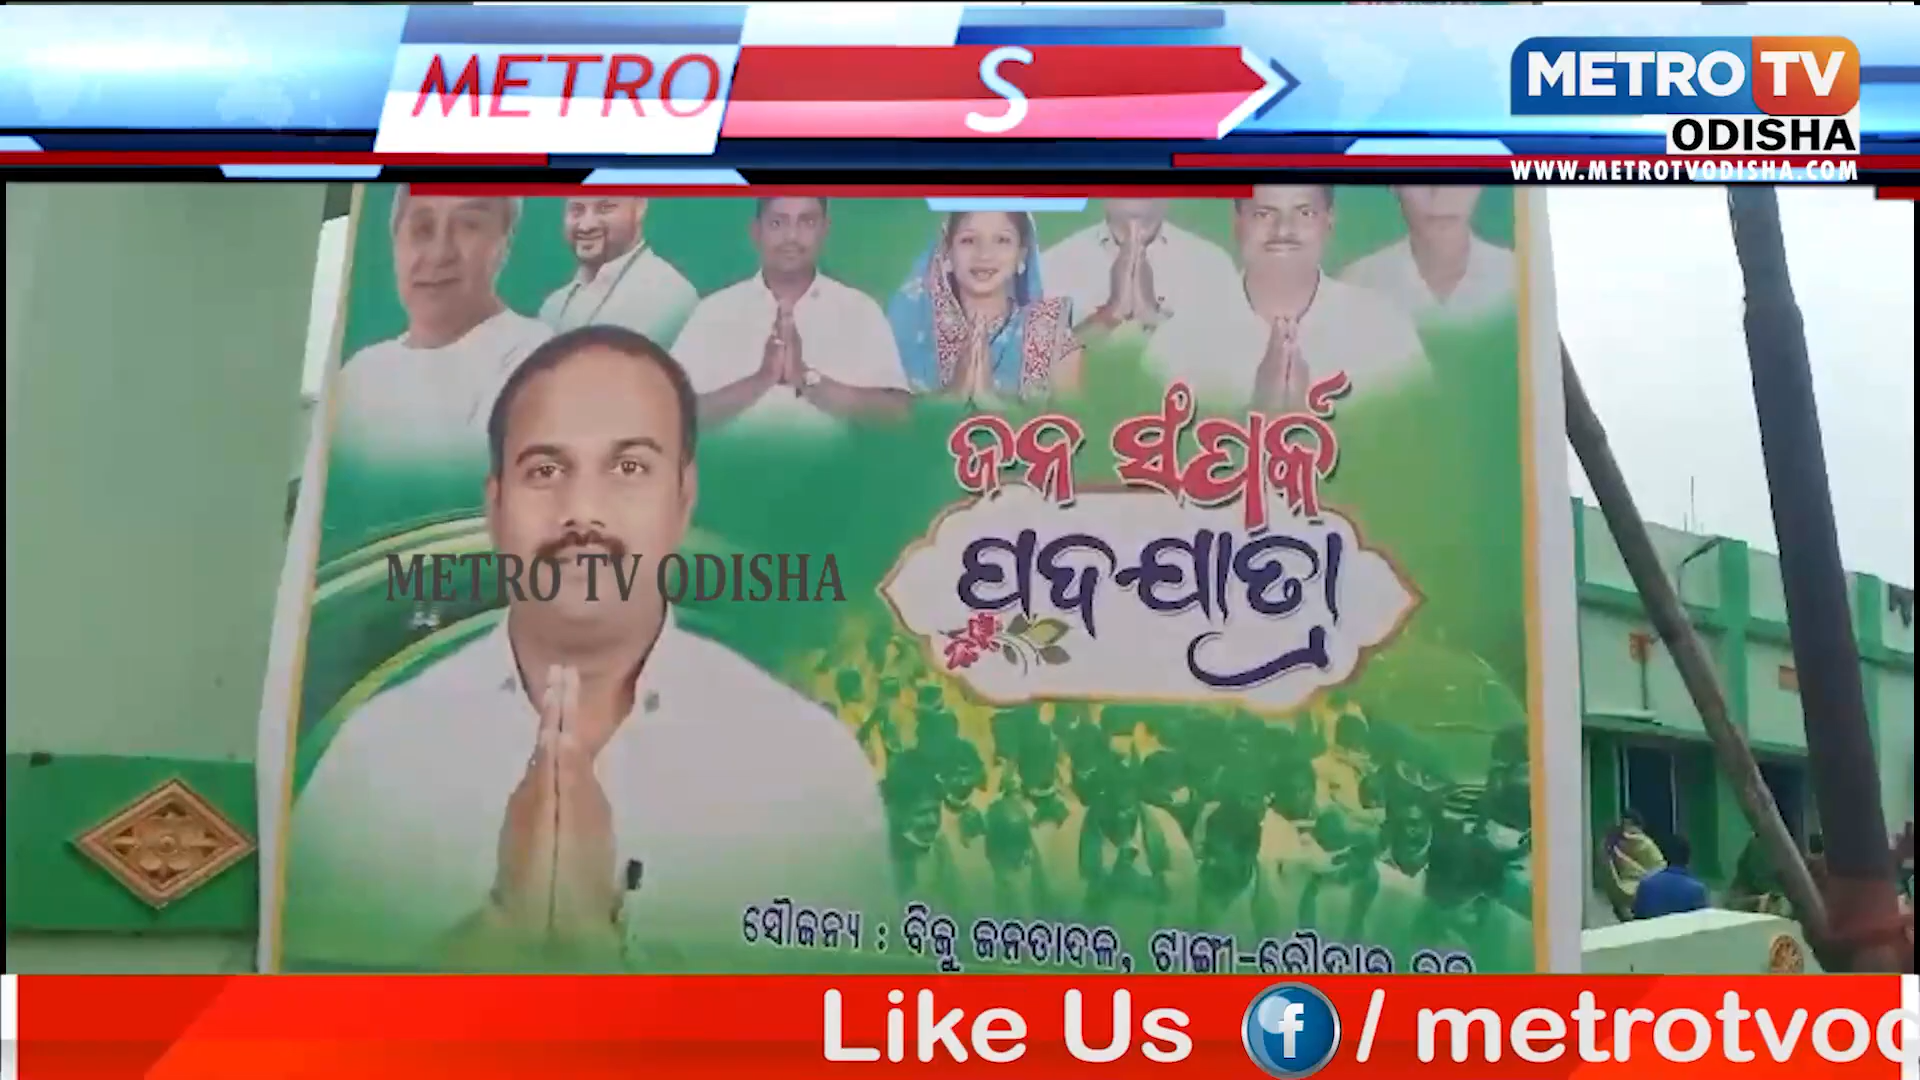 METRO S
METRO TV
ODISHA
WWW.METROTVODISHA.COM
ଜନ ସଂପର୍କ
ପଦଯାତ୍ରା
METRO TV ODISHA
ସୌଜନ୍ୟ : ବିଜୁ ଜନତାଦଳ, ଟାଙ୍ଗୀ-ଚୌଦ୍ୱାର
Like Us f / metrotvod